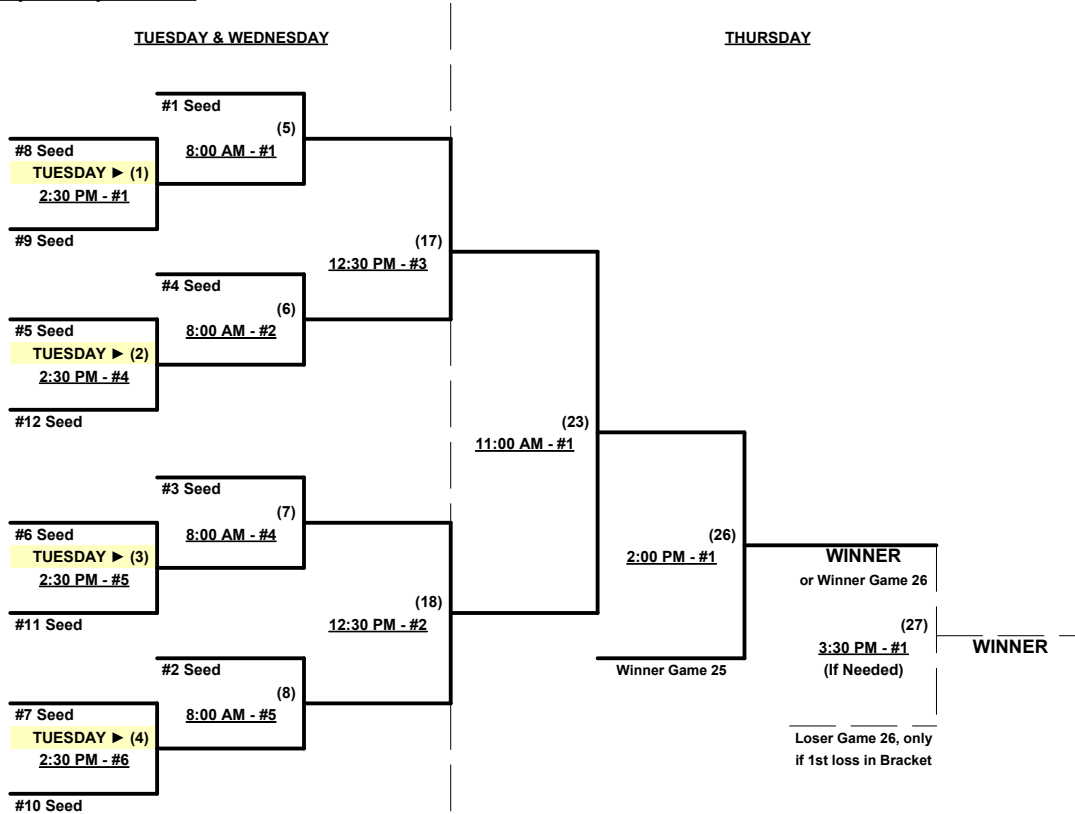 TUESDAY & WEDNESDAY
THURSDAY
#1 Seed
(5)
8:00 AM - #1
#8 Seed
TUESDAY ► (1)
2:30 PM - #1
#9 Seed
(17)
12:30 PM - #3
#4 Seed
(6)
8:00 AM - #2
#5 Seed
TUESDAY ► (2)
2:30 PM - #4
#12 Seed
(23)
11:00 AM - #1
#3 Seed
(7)
8:00 AM - #4
#6 Seed
TUESDAY ► (3)
2:30 PM - #5
#11 Seed
(18)
12:30 PM - #2
#2 Seed
(8)
8:00 AM - #5
#7 Seed
TUESDAY ► (4)
2:30 PM - #6
#10 Seed
(26)
2:00 PM - #1
Winner Game 25
WINNER
or Winner Game 26
(27)
3:30 PM - #1
(If Needed)
WINNER
Loser Game 26, only
if 1st loss in Bracket